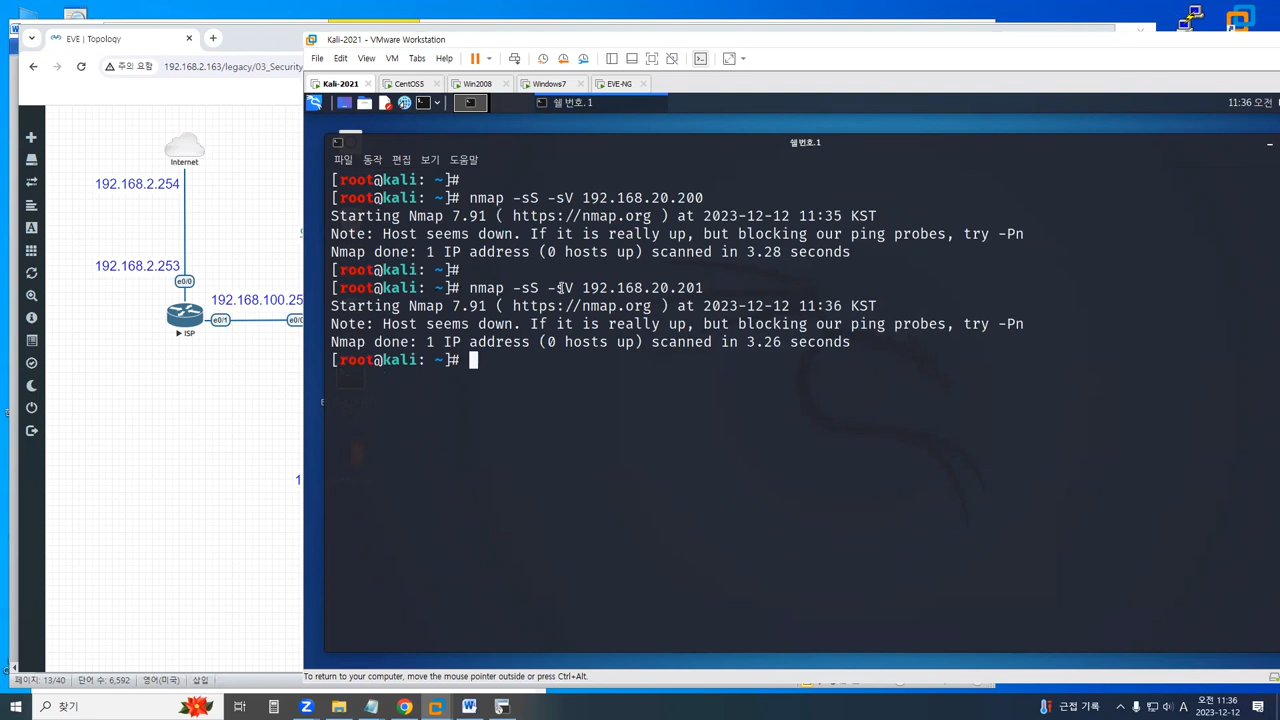 EVE | Topology
주의 요함
192.168.2.163/legacy/03_Security
Internet
192.168.2.254
192.168.2.253
e0/0
192.168.100.25
ISP
e0/1
e0/
페이지: 13/40
단어 수: 6,592
영어(미국)
삽입
Kali-2021 - VMware Workstation
File Edit View VM Tabs Help
Kali-2021 CentOS5 Win2008 Windows7 EVE-NG
쉘 번호. 1
11:36 오전
쉘번호.1
파일 동작 편집 보기 도움말
[root@kali: ~]#
[root@kali: ~]# nmap -sS -sV 192.168.20.200
Starting Nmap 7.91 ( https://nmap.org ) at 2023-12-12 11:35 KST
Note: Host seems down. If it is really up, but blocking our ping probes, try -Pn
Nmap done: 1 IP address (0 hosts up) scanned in 3.28 seconds
[root@kali: ~]#
[root@kali: ~]# nmap -sS -sV 192.168.20.201
Starting Nmap 7.91 ( https://nmap.org ) at 2023-12-12 11:36 KST
Note: Host seems down. If it is really up, but blocking our ping probes, try -Pn
Nmap done: 1 IP address (0 hosts up) scanned in 3.26 seconds
[root@kali: ~]#
To return to your computer, move the mouse pointer outside or press Ctrl+Alt.
찾기
근접 기록
A
오전 11:36
2023-12-12